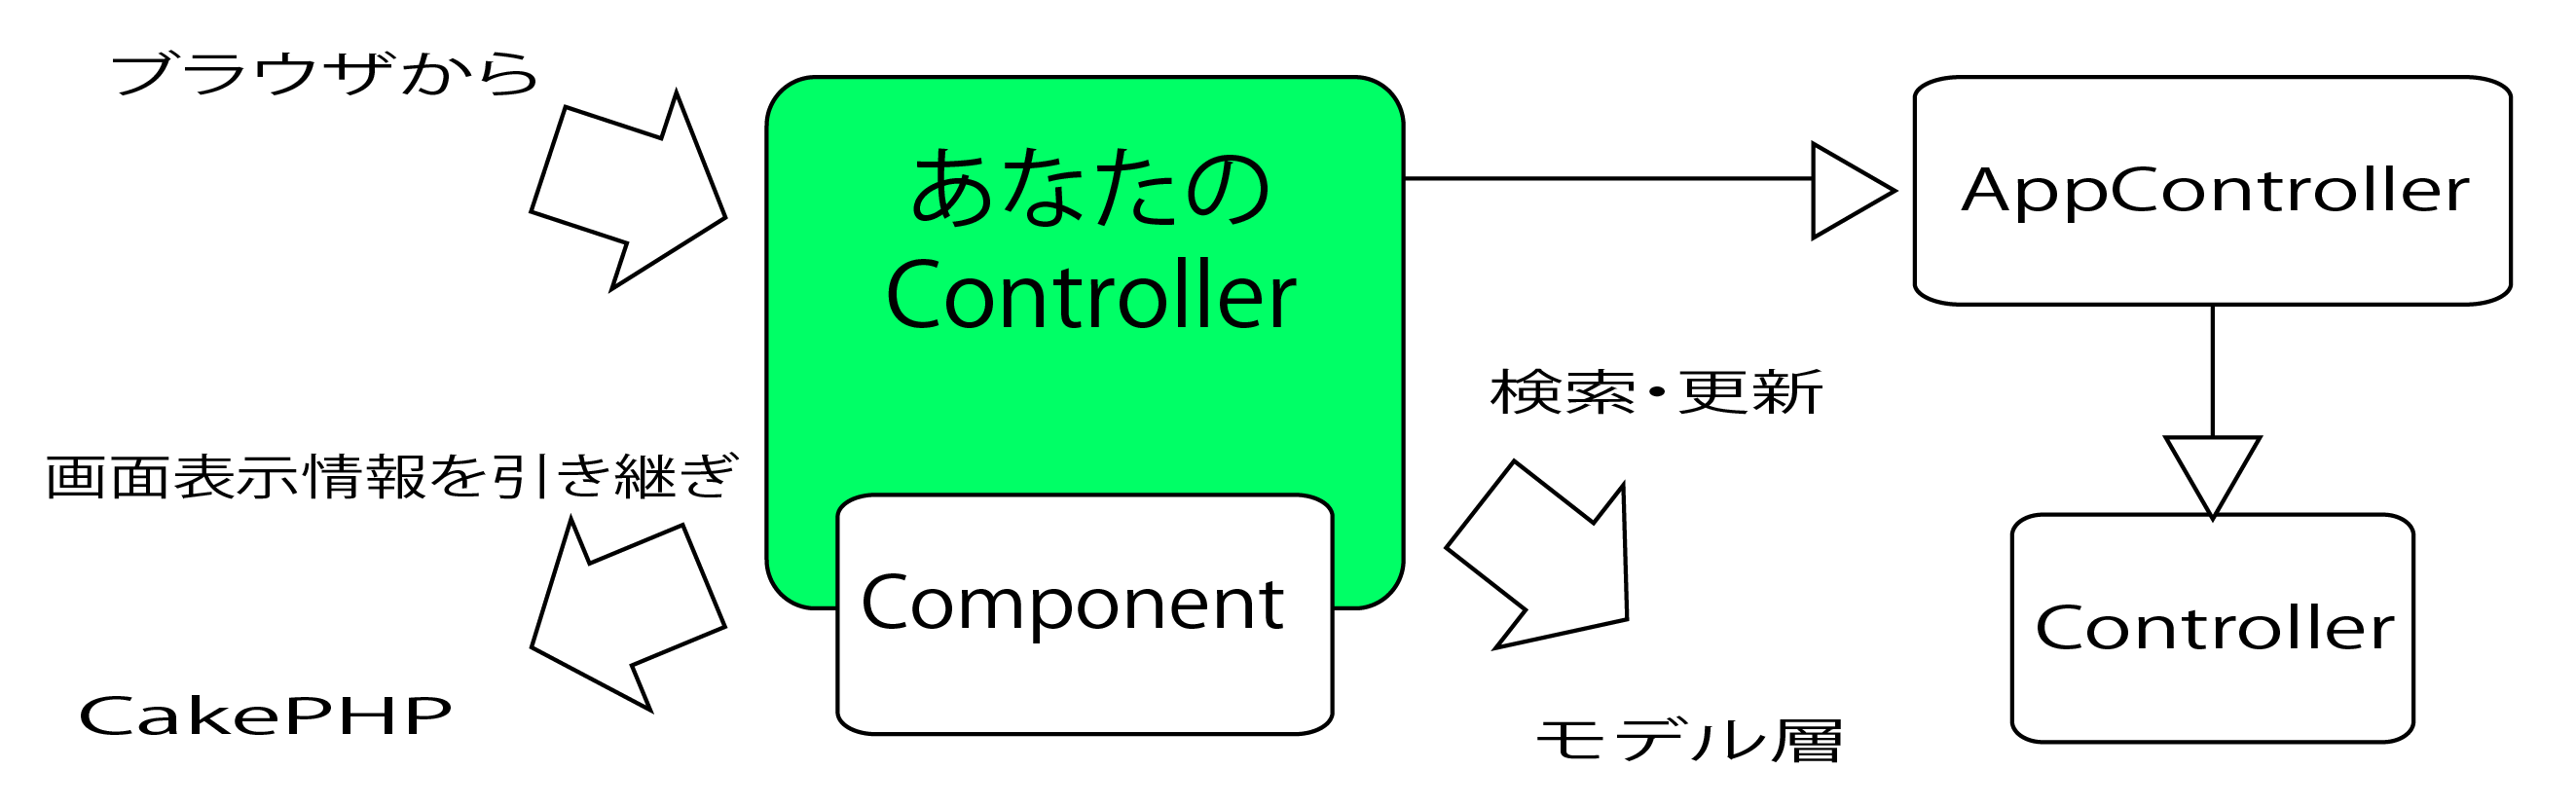 ブラウザから
あなたの
Controller
AppController
検索・更新
画面表示情報を引き継ぎ
Component
Controller
CakePHP
モデル層